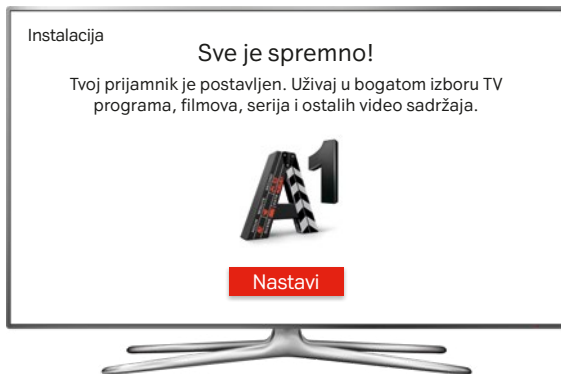 Instalacija
Sve je spremno!
Tvoj prijamnik je postavljen. Uživaj u bogatom izboru TV
programa, filmova, serija i ostalih video sadržaja.
A1
Nastavi